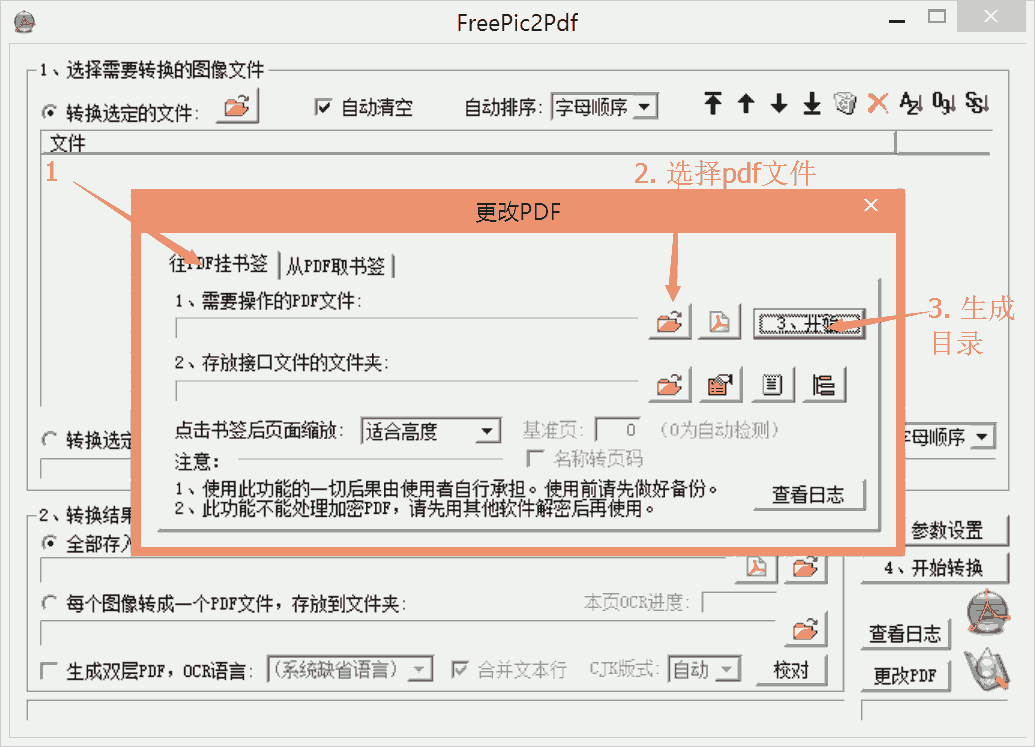 FreePic2Pdf
1、选择需要转换的图像文件
转换选定的文件:
自动清空
自动排序:
字母顺序
文件
1
2. 选择pdf文件
更改PDF
往PDF挂书签
从PDF取书签
1、需要操作的PDF文件:
3、开始
3. 生成
目录
2、存放接口文件的文件夹:
点击书签后页面缩放:
适合高度
基准页:
0
(0为自动检测)
注意:
名称转页码
1、使用此功能的一切后果由使用者自行承担。使用前请先做好备份。
2、此功能不能处理加密PDF，请先用其他软件解密后再使用。
查看日志
转换选定
字母顺序
2、转换结果
全部存入
参数设置
4、开始转换
每个图像转成一个PDF文件，存放到文件夹:
本页OCR进度:
查看日志
生成双层PDF，OCR语言:
(系统缺省语言)
合并文本行
CJK版式:
自动
校对
更改PDF